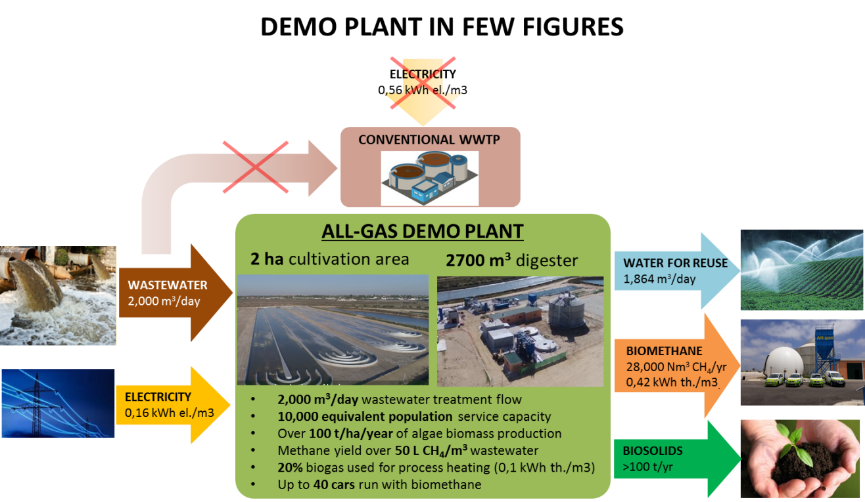 DEMO PLANT IN FEW FIGURES
ELECTRICITY
0,56 kWh el./m3
CONVENTIONAL WWTP
ALL-GAS DEMO PLANT
2 ha cultivation area
2700 m³ digester
WASTEWATER
2,000 m³/day
ELECTRICITY
0,16 kWh el./m3
• 2,000 m³/day wastewater treatment flow
• 10,000 equivalent population service capacity
• Over 100 t/ha/year of algae biomass production
• Methane yield over 50 L CH₄/m³ wastewater
• 20% biogas used for process heating (0,1 kWh th./m3)
• Up to 40 cars run with biomethane
WATER FOR REUSE
1,864 m³/day
BIOMETHANE
28,000 Nm³ CH₄/yr
0,42 kWh th./m3
BIOSOLIDS
>100 t/yr